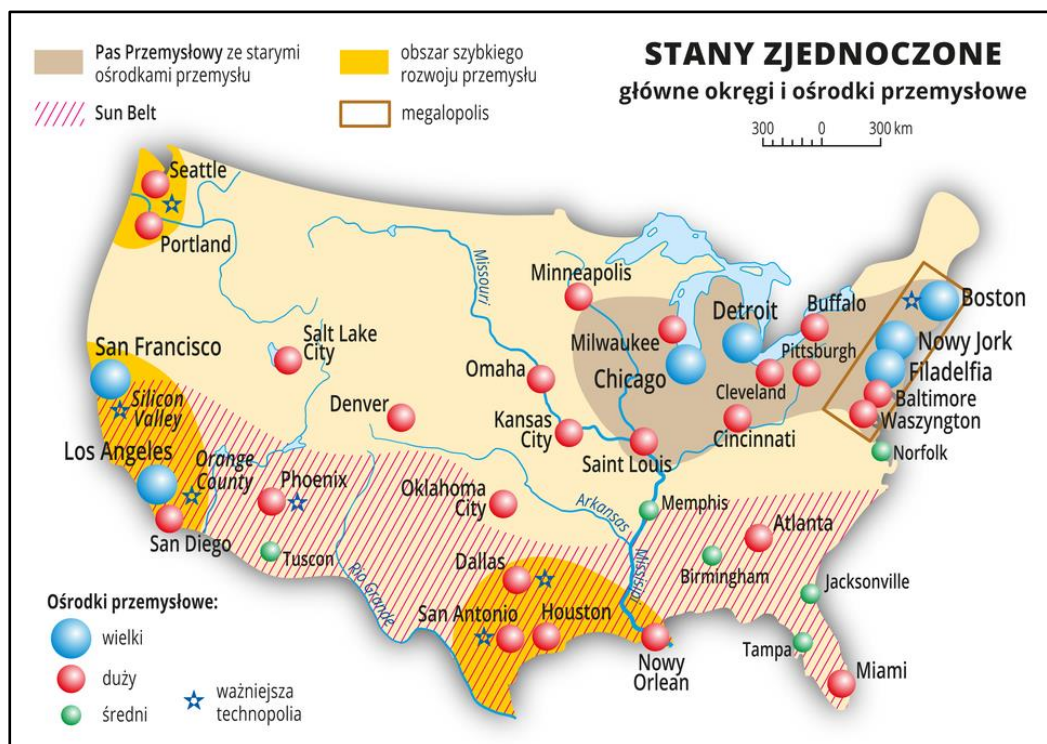 Pas Przemysłowy ze starymi
ośrodkami przemysłu
obszar szybkiego
rozwoju przemysłu
Sun Belt
megalopolis
STANY ZJEDNOCZONE
główne okręgi i ośrodki przemysłowe
300 0 300 km
Seattle
Portland
Missouri
Minneapolis
Salt Lake
City
San Francisco
Silicon
Valley
Los Angeles
Orange
County
San Diego
Phoenix
Tuscon
Denver
Omaha
Kansas
City
Oklahoma
City
Arkansas
Milwaukee
Chicago
Detroit
Buffalo
Pittsburgh
Cleveland
Cincinnati
Saint Louis
Boston
Nowy Jork
Filadelfia
Baltimore
Waszyngton
Norfolk
Memphis
Missisipi
Rio Grande
Dallas
San Antonio
Houston
Nowy
Orlean
Atlanta
Birmingham
Jacksonville
Tampa
Miami
Ośrodki przemysłowe:
wielki
duży
średni
ważniejsza
technopolia